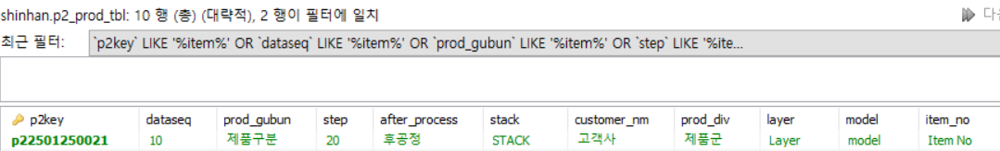 shinhan.p2_prod_tbl: 10 행 (총) (대략적), 2 행이 필터에 일치 다음
최근 필터: `p2key` LIKE '%item%' OR `dataseq` LIKE '%item%' OR `prod_gubun` LIKE '%item%' OR `step` LIKE '%ite...
p2key dataseq prod_gubun step after_process stack customer_nm prod_div layer model item_no
p22501250021 10 제품구분 20 후공정 STACK 고객사 제품군 Layer model Item No